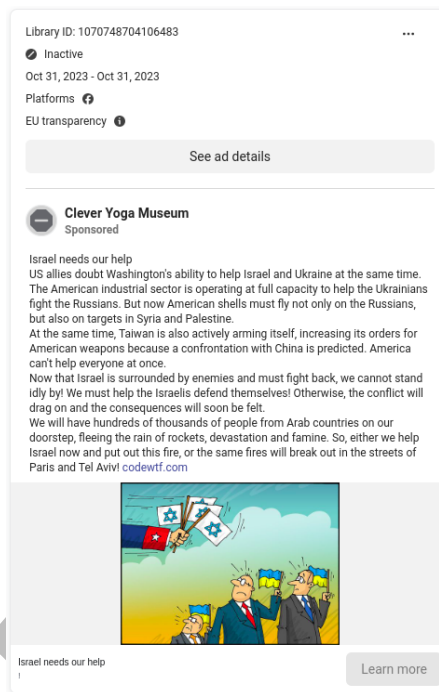 Library ID: 1070748704106483
Inactive
Oct 31, 2023 - Oct 31, 2023
Platforms
EU transparency
See ad details
Clever Yoga Museum
Sponsored
Israel needs our help
US allies doubt Washington's ability to help Israel and Ukraine at the same time.
The American industrial sector is operating at full capacity to help the Ukrainians
fight the Russians. But now American shells must fly not only on the Russians,
but also on targets in Syria and Palestine.
At the same time, Taiwan is also actively arming itself, increasing its orders for
American weapons because a confrontation with China is predicted. America
can't help everyone at once.
Now that Israel is surrounded by enemies and must fight back, we cannot stand
idly by! We must help the Israelis defend themselves! Otherwise, the conflict will
drag on and the consequences will soon be felt.
We will have hundreds of thousands of people from Arab countries on our
doorstep, fleeing the rain of rockets, devastation and famine. So, either we help
Israel now and put out this fire, or the same fires will break out in the streets of
Paris and Tel Aviv! codewtf.com
Israel needs our help
!
Learn more